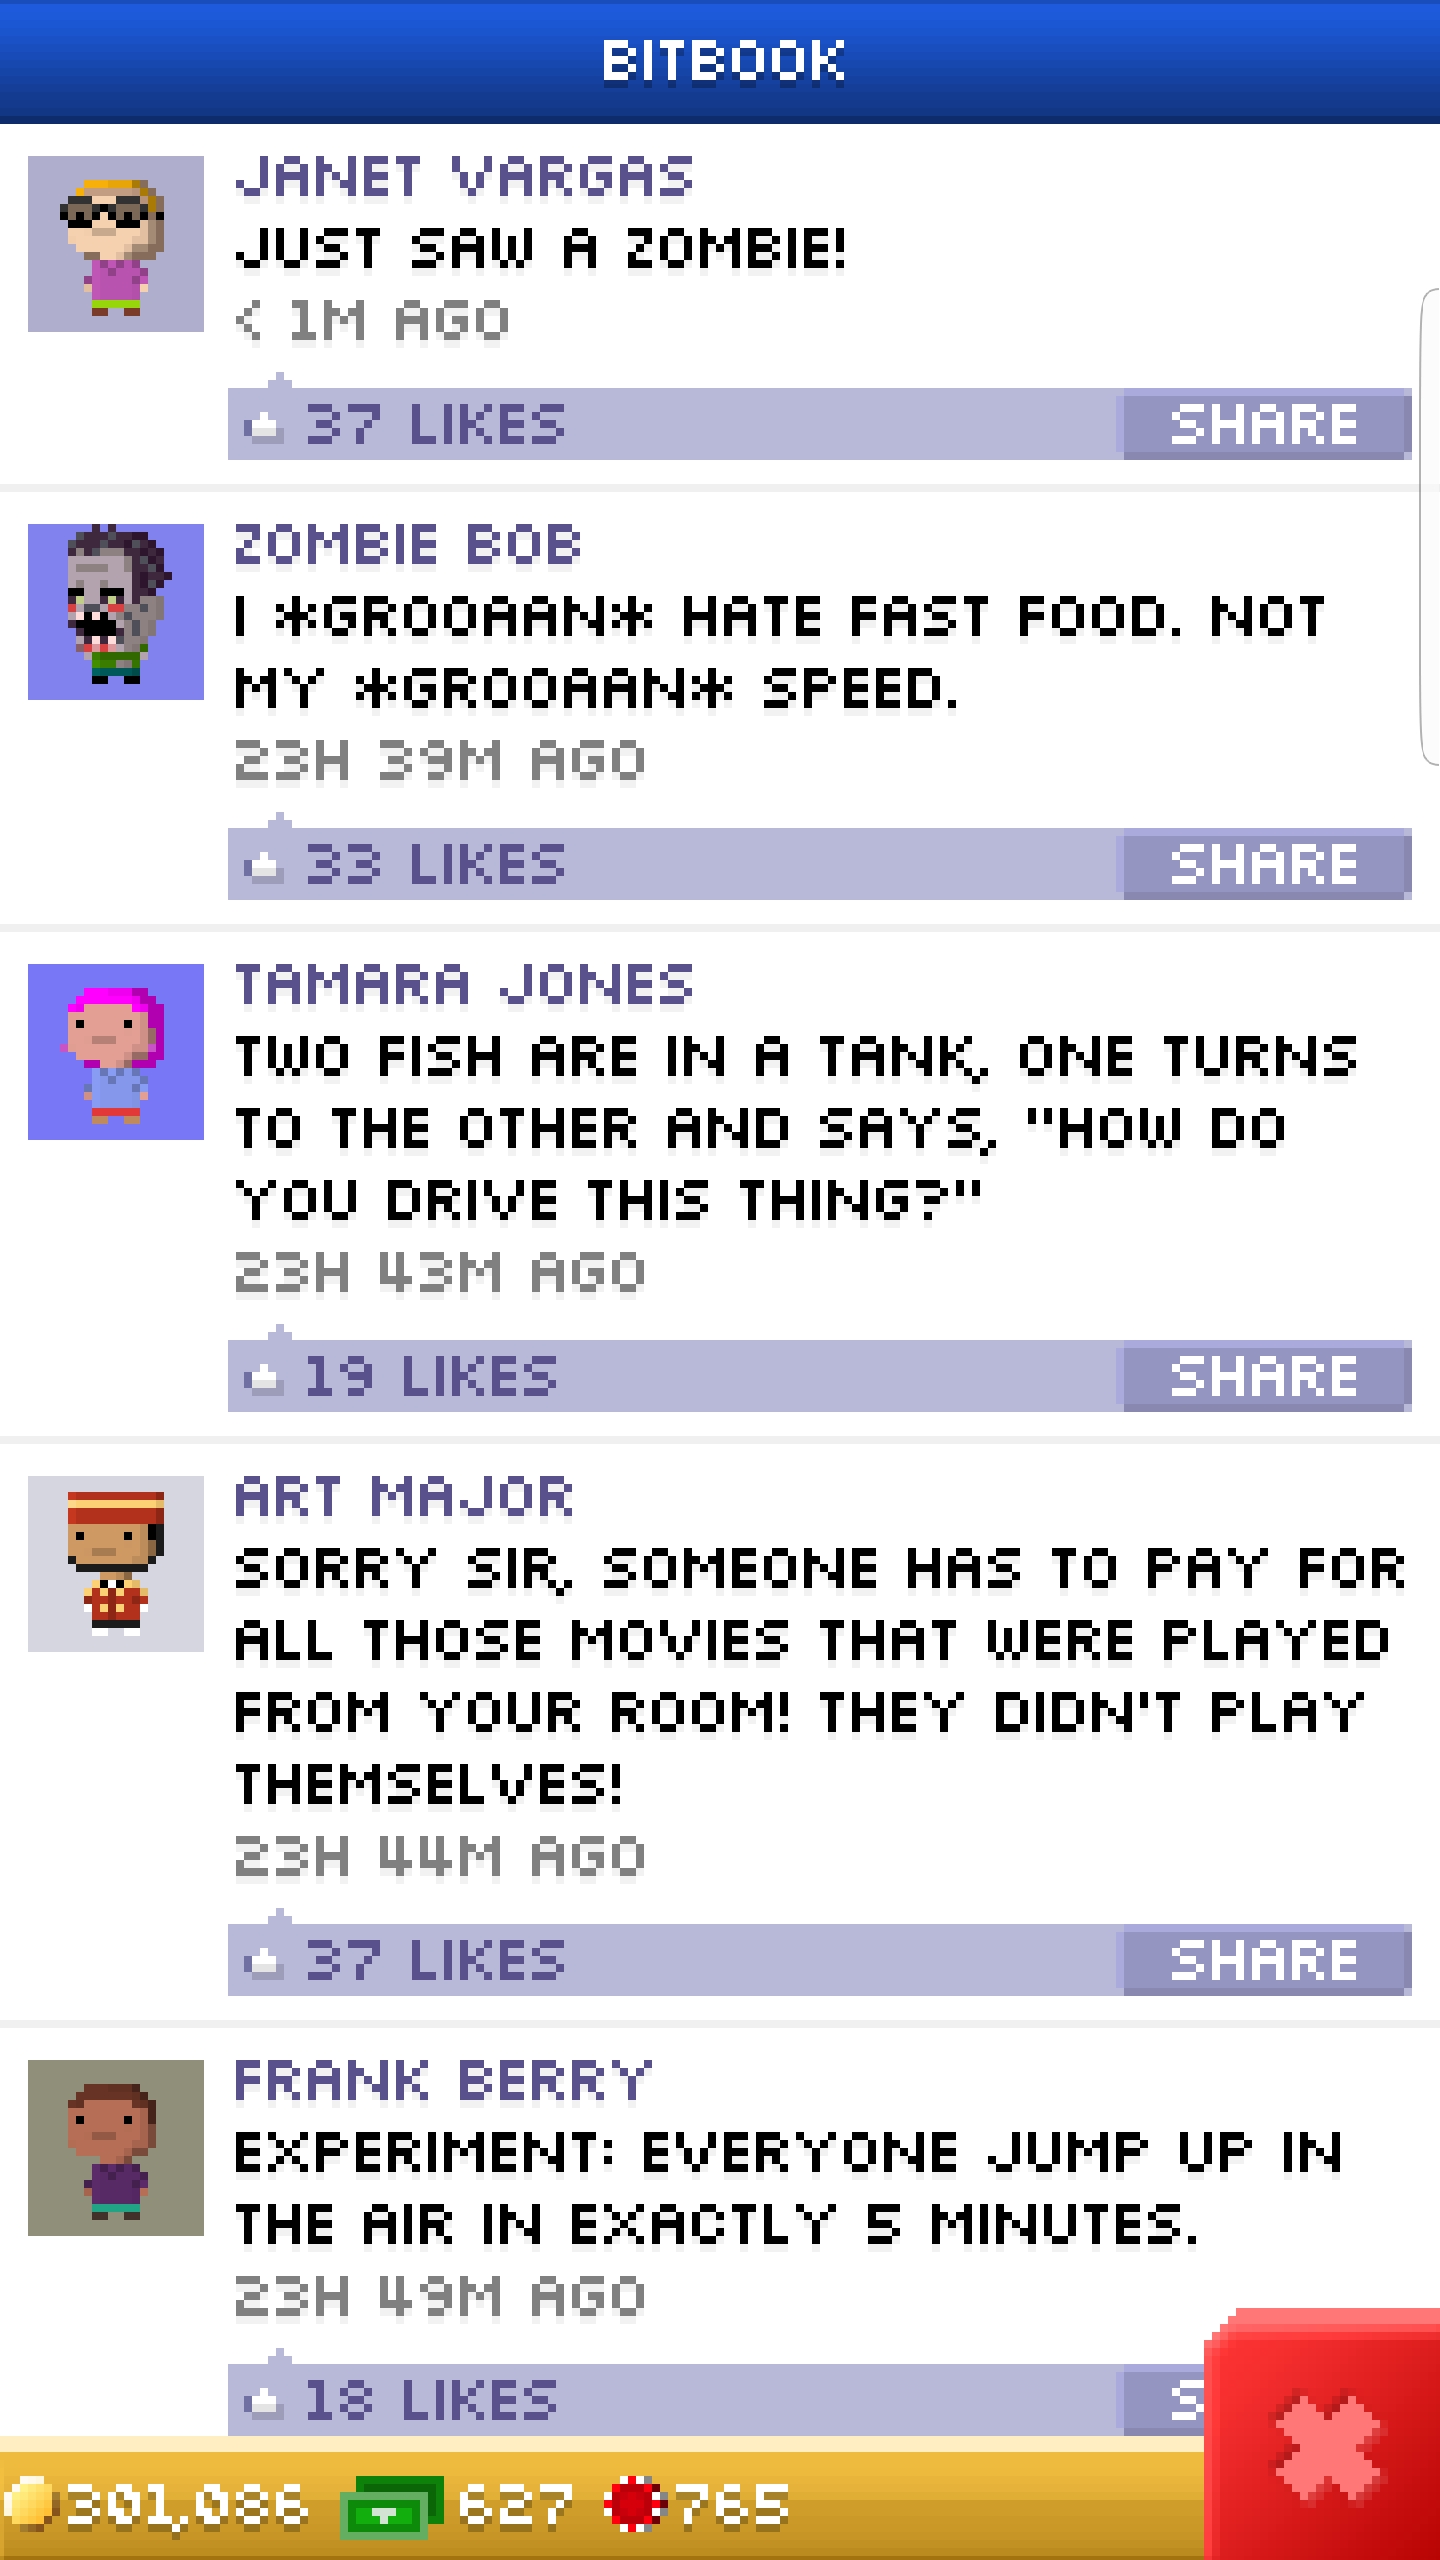 BITBOOK
JANET VARGAS
JUST SAW A ZOMBIE!
< 1M AGO
37 LIKES SHARE
ZOMBIE BOB
I *GROOAAN* HATE FAST FOOD. NOT
MY *GROOAAN* SPEED.
23H 39M AGO
33 LIKES SHARE
TAMARA JONES
TWO FISH ARE IN A TANK, ONE TURNS
TO THE OTHER AND SAYS, "HOW DO
YOU DRIVE THIS THING?"
23H 43M AGO
19 LIKES SHARE
ART MAJOR
SORRY SIR, SOMEONE HAS TO PAY FOR
ALL THOSE MOVIES THAT WERE PLAYED
FROM YOUR ROOM! THEY DIDN'T PLAY
THEMSELVES!
23H 44M AGO
37 LIKES SHARE
FRANK BERRY
EXPERIMENT: EVERYONE JUMP UP IN
THE AIR IN EXACTLY 5 MINUTES.
23H 49M AGO
18 LIKES S
301,086 627 765